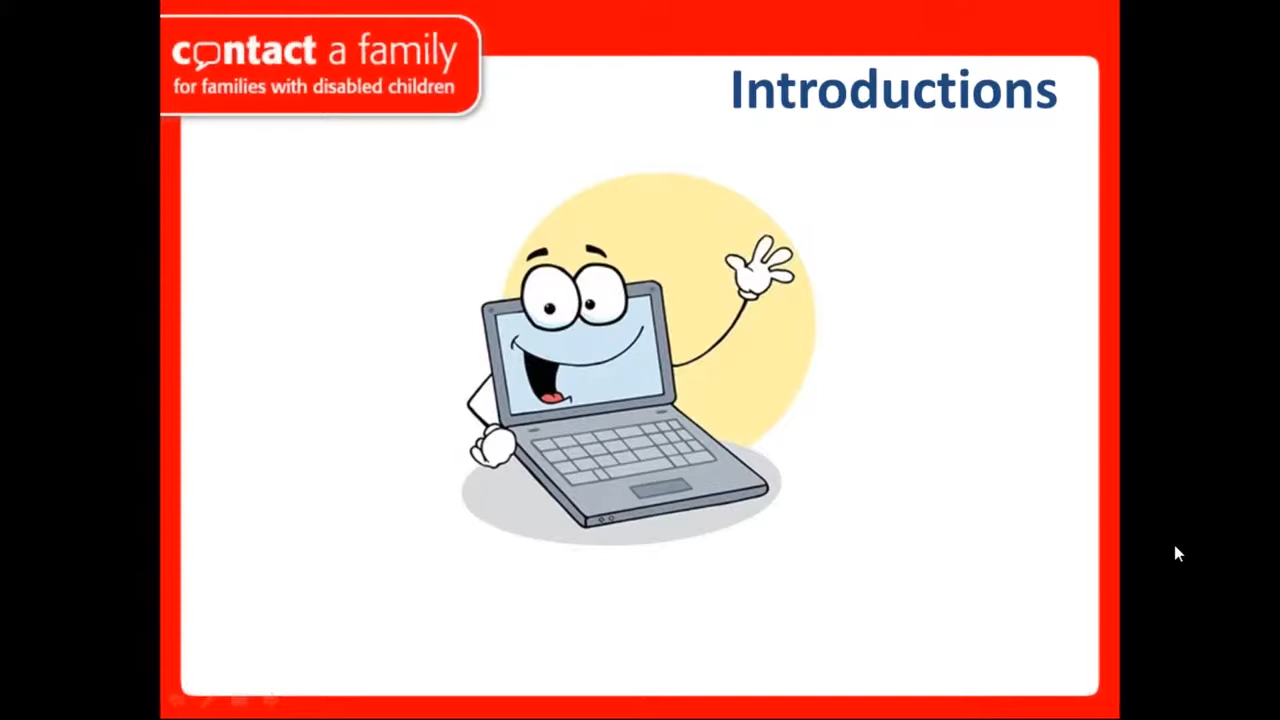 contact a family
for families with disabled children
Introductions